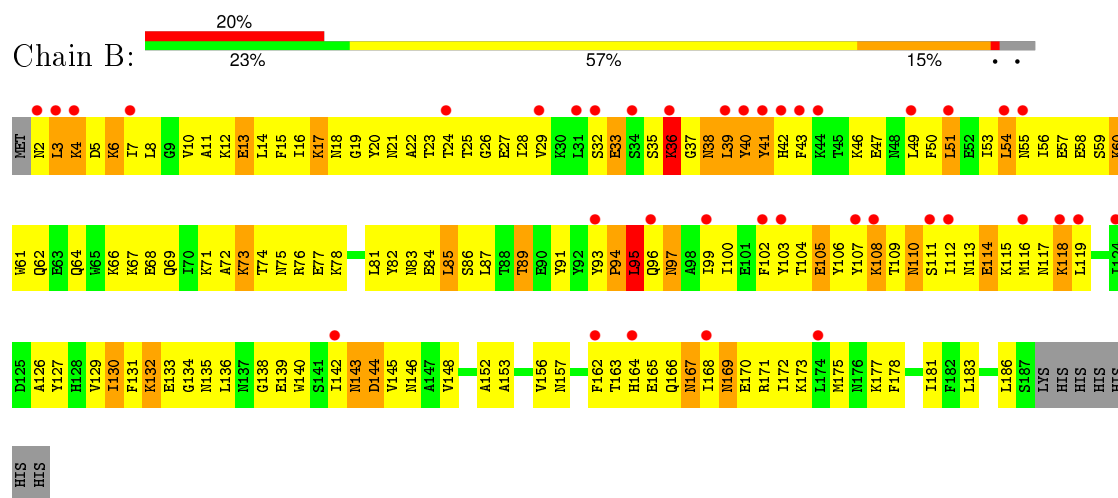 20%
Chain B:
23% 57% 15%
MET N2 L3 K4 D5 K6 I7 L8 G9 V10 A11 K12 E13 L14 F15 I16 K17 N18 G19 Y20 N21 A22 T23 T24 T25 G26 E27 I28 V29 K30 L31 S32 E33 S34 S35 K36 G37 N38 L39 Y40 Y41 H42 F43 K44 T45 K46 E47 N48 L49 F50 L51 E52 I53 L54 N55 I56 E57 E58 S59 K60
W61 Q62 E63 Q64 W65 K66 K67 E68 Q69 I70 K71 A72 K73 T74 N75 R76 E77 K78 L81 Y82 N83 E84 L85 S86 L87 T88 T89 E90 Y91 Y92 Y93 P94 L95 Q96 N97 A98 I99 I100 E101 F102 Y103 T104 E105 Y106 Y107 K108 T109 N110 S111 I112 N113 E114 K115 M116 N117 K118 L119 I124
D125 A126 Y127 H128 V129 I130 F131 K132 E133 G134 N135 L136 N137 G138 E139 W140 S141 I142 N143 D144 V145 N146 A147 V148 A152 A153 V156 N157 F162 T163 H164 E165 Q166 N167 I168 N169 E170 R171 I172 K173 L174 M175 N176 K177 F178 I181 F182 L183 L186 S187 LYS HIS HIS HIS HIS
HIS HIS